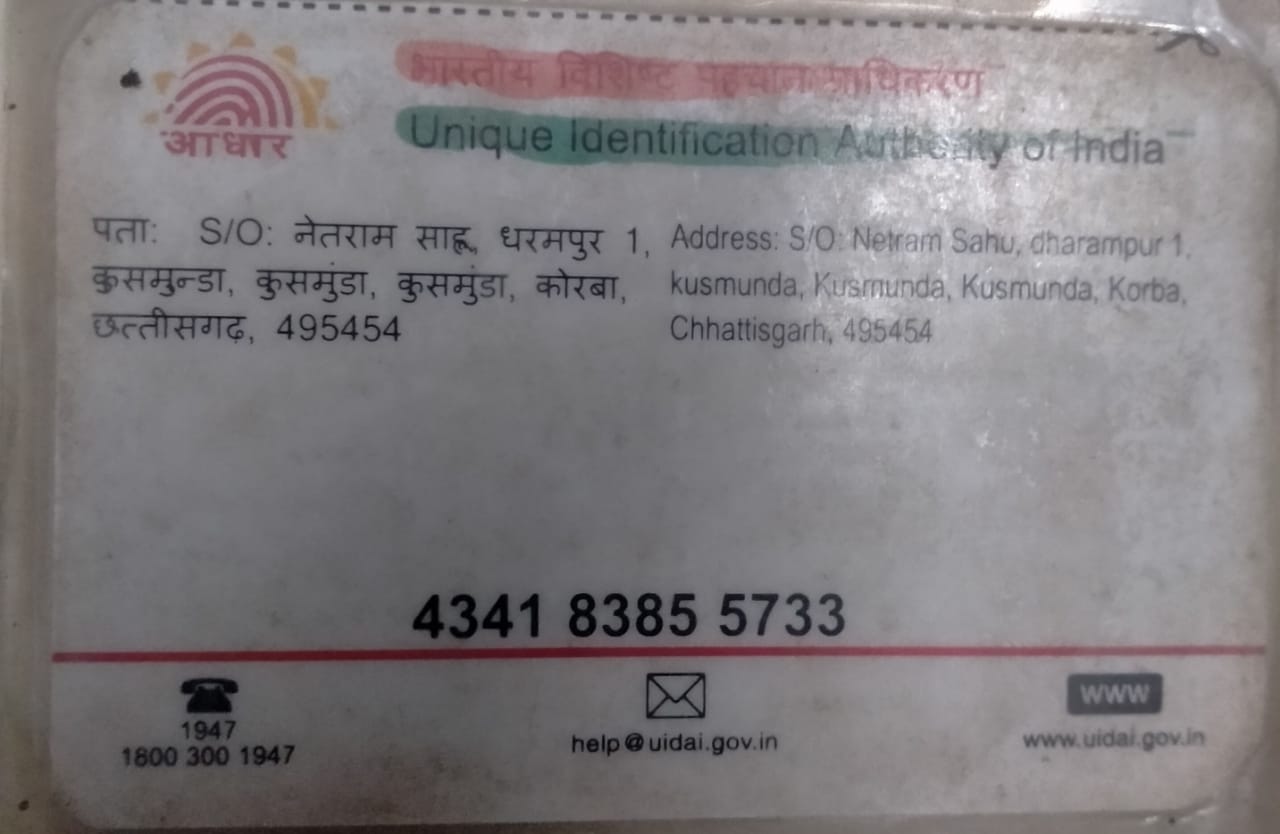 आधार
भारतीय विशिष्ट पहचान प्राधिकरण
Unique Identification Authority of India
पता: S/O: नेतराम साहू, धरमपुर 1,
कुसमुन्डा, कुसमुंडा, कुसमुंडा, कोरबा,
छत्तीसगढ़, 495454
Address: S/O: Netram Sahu, dharampur 1,
kusmunda, Kusmunda, Kusmunda, Korba,
Chhattisgarh, 495454
4341 8385 5733
1947
1800 300 1947
help@uidai.gov.in
www
www.uidai.gov.in